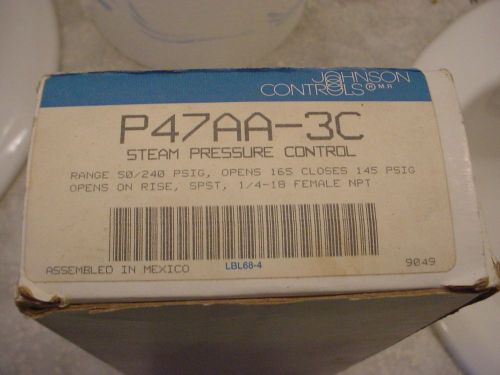 JOHNSON
CONTROLS® M.R.
P47AA-3C
STEAM PRESSURE CONTROL
RANGE 50/240 PSIG, OPENS 165 CLOSES 145 PSIG
OPENS ON RISE, SPST, 1/4-18 FEMALE NPT
ASSEMBLED IN MEXICO LBL68-4 9049